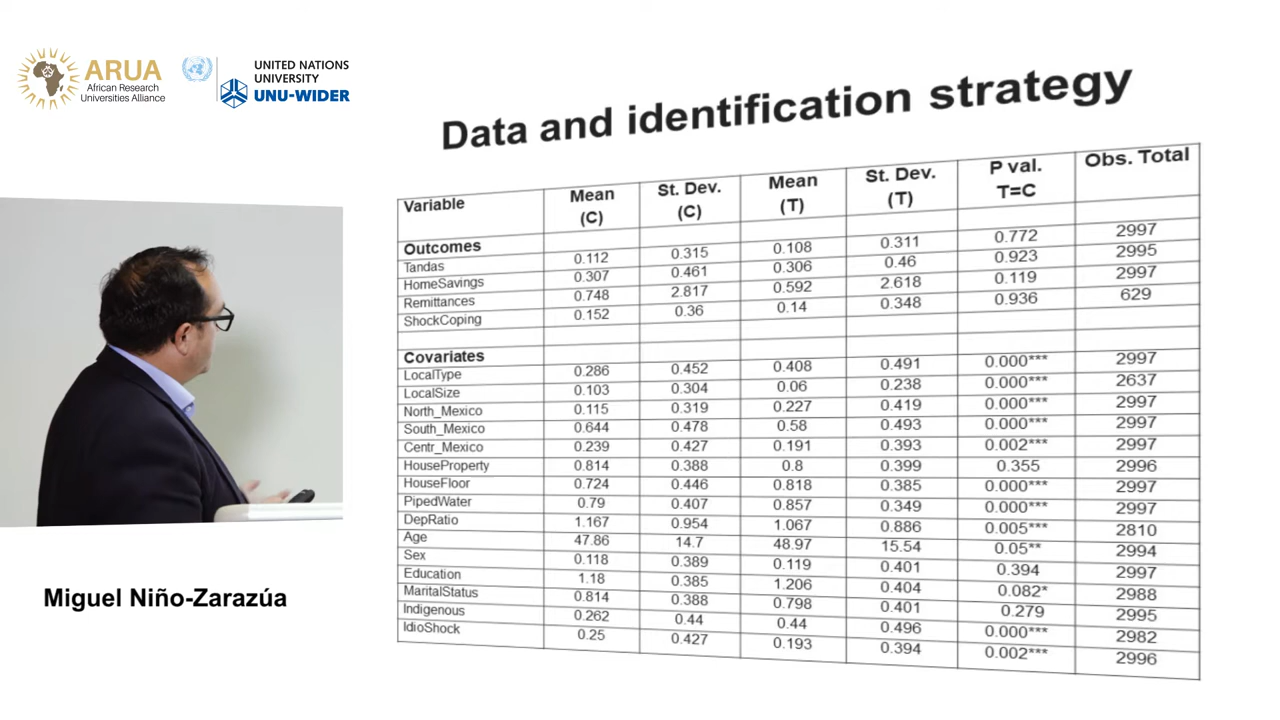 ARUA
African Research
Universities Alliance
UNITED NATIONS
UNIVERSITY
UNU-WIDER
Data and identification strategy
Variable Mean (C) St. Dev. (C) Mean (T) St. Dev. (T) P val. T=C Obs. Total
Outcomes
Tandas 0.112 0.315 0.108 0.311 0.772 2997
HomeSavings 0.307 0.461 0.306 0.46 0.923 2995
Remittances 0.748 2.817 0.592 2.618 0.119 2997
ShockCoping 0.152 0.36 0.14 0.348 0.936 629
Covariates
LocalType 0.286 0.452 0.408 0.491 0.000*** 2997
LocalSize 0.103 0.304 0.06 0.238 0.000*** 2637
North_Mexico 0.115 0.319 0.227 0.419 0.000*** 2997
South_Mexico 0.644 0.478 0.58 0.493 0.000*** 2997
Centr_Mexico 0.239 0.427 0.191 0.393 0.002*** 2997
HouseProperty 0.814 0.388 0.8 0.399 0.355 2996
HouseFloor 0.724 0.446 0.818 0.385 0.000*** 2997
PipedWater 0.79 0.407 0.857 0.349 0.000*** 2997
DepRatio 1.167 0.954 1.067 0.886 0.005*** 2810
Age 47.86 14.7 48.97 15.54 0.05** 2994
Sex 0.118 0.389 0.119 0.401 0.394 2997
Education 1.18 0.385 1.206 0.404 0.082* 2988
MaritalStatus 0.814 0.388 0.798 0.401 0.279 2995
Indigenous 0.262 0.44 0.44 0.496 0.000*** 2982
IdioShock 0.25 0.427 0.193 0.394 0.002*** 2996
Miguel Niño-Zarazúa